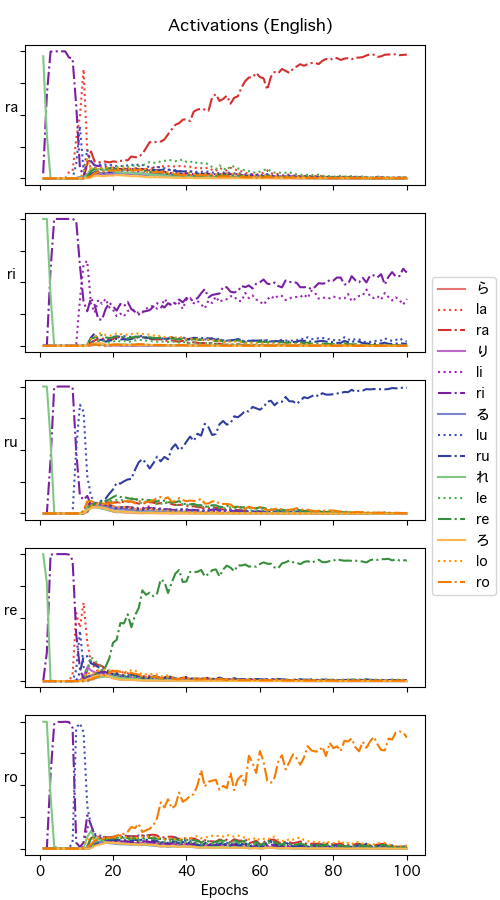 Activations (English)
ra
ri
ru
re
ro
ら
la
ra
り
li
ri
る
lu
ru
れ
le
re
ろ
lo
ro
0 20 40 60 80 100
Epochs